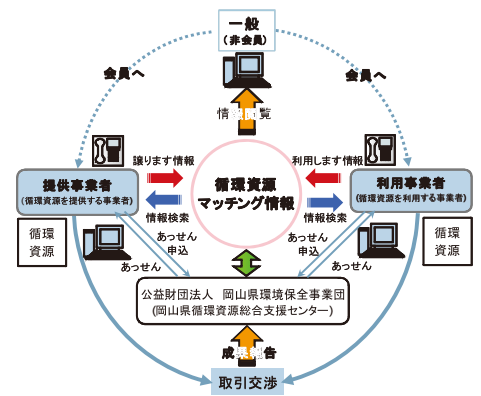 一般
(非会員)
会員へ
会員へ
情報閲覧
譲ります情報
利用します情報
循環資源
マッチング情報
提供事業者
(循環資源を提供する事業者)
利用事業者
(循環資源を利用する事業者)
情報検索
情報検索
循環
資源
循環
資源
あっせん
申込
あっせん
あっせん
申込
あっせん
公益財団法人　岡山県環境保全事業団
(岡山県循環資源総合支援センター)
成果報告
取引交渉